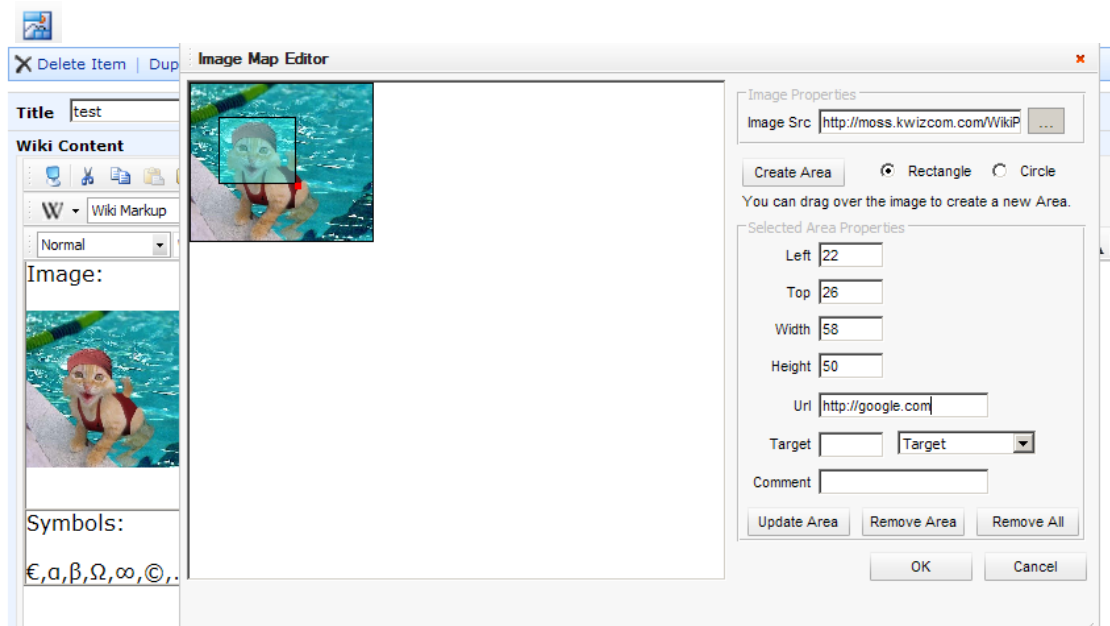 Image Map Editor
Delete Item | Dup
Title test
Wiki Content
W Wiki Markup
Normal
Image:
Symbols:
€,α,β,Ω,∞,©,.
Image Properties
Image Src http://moss.kwizcom.com/WikiP ...
Create Area Rectangle Circle
You can drag over the image to create a new Area.
Selected Area Properties
Left 22
Top 26
Width 58
Height 50
Url http://google.com
Target Target
Comment
Update Area Remove Area Remove All
OK Cancel